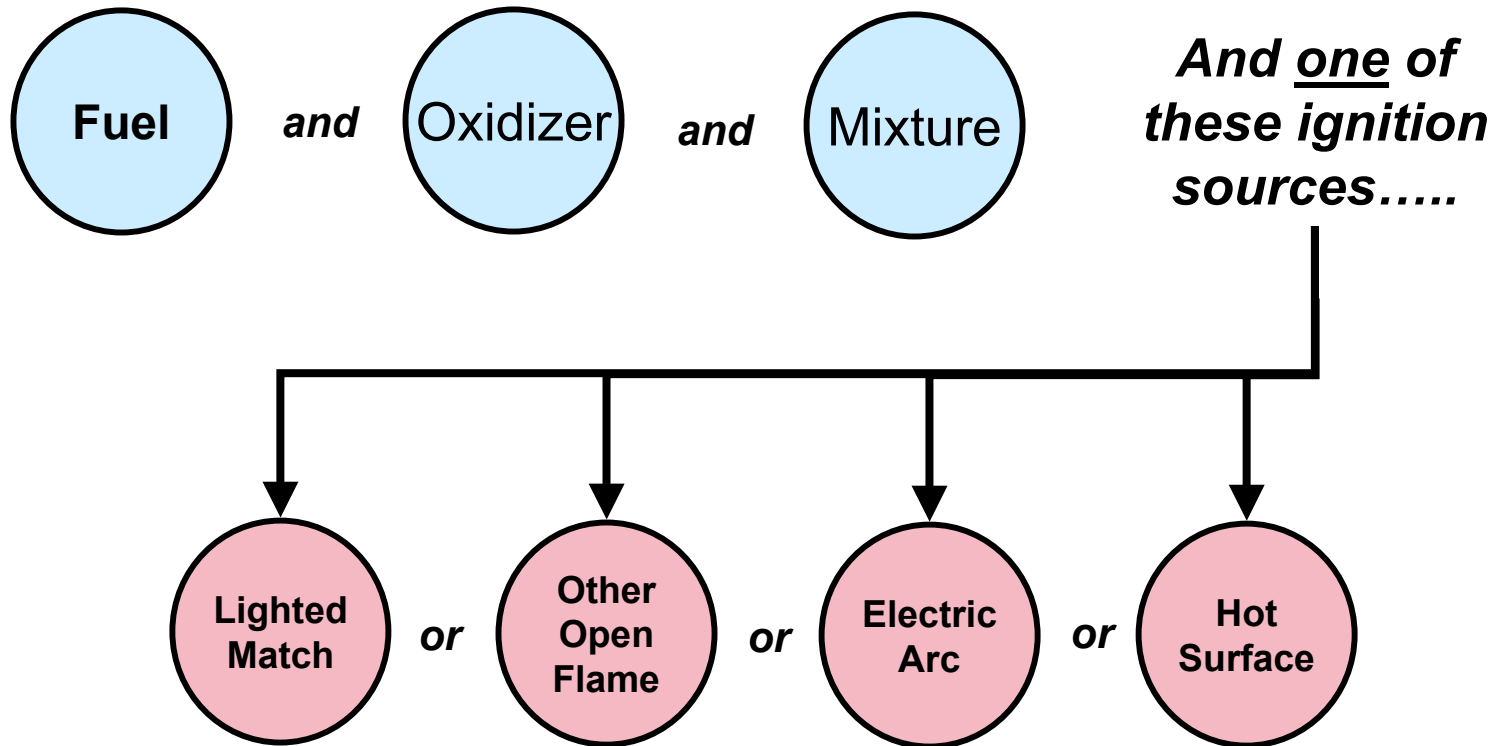 Fuel
and
Oxidizer
and
Mixture
And one of
these ignition
sources…..
Lighted
Match
or
Other
Open
Flame
or
Electric
Arc
or
Hot
Surface